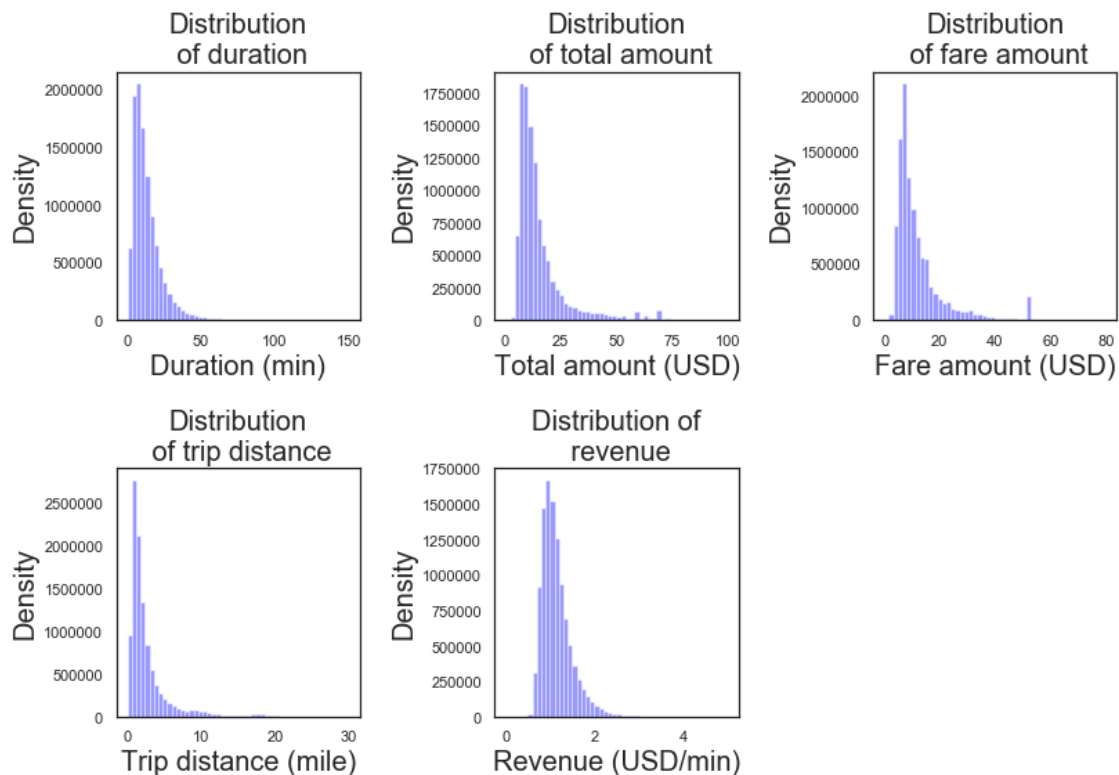 Distribution
of duration
Density
2000000
1500000
1000000
500000
0
0 50 100 150
Duration (min)
Distribution
of total amount
Density
1750000
1500000
1250000
1000000
750000
500000
250000
0
0 25 50 75 100
Total amount (USD)
Distribution
of fare amount
Density
2000000
1500000
1000000
500000
0
0 20 40 60 80
Fare amount (USD)
Distribution
of trip distance
Density
2500000
2000000
1500000
1000000
500000
0
0 10 20 30
Trip distance (mile)
Distribution of
revenue
Density
1750000
1500000
1250000
1000000
750000
500000
250000
0
0 2 4
Revenue (USD/min)